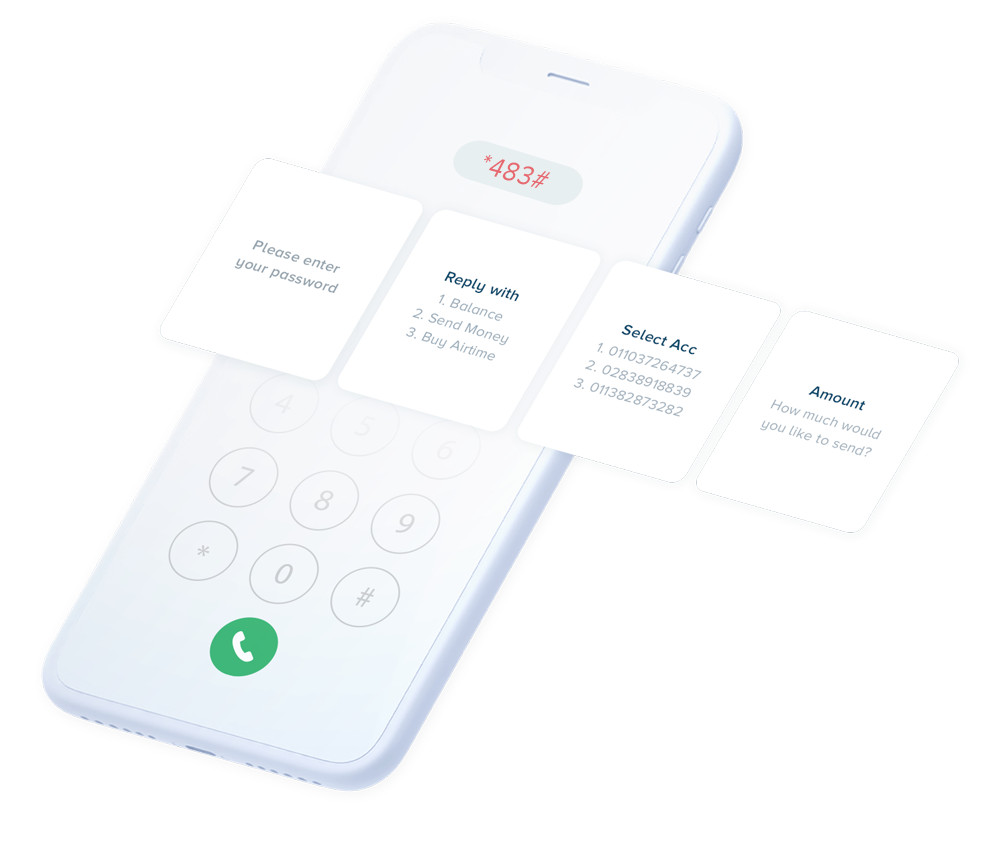 *483#
Please enter
your password
Reply with
1. Balance
2. Send Money
3. Buy Airtime
Select Acc
1. 011037264737
2. 02838918839
3. 011382873282
Amount
How much would
you like to send?
4 5 6
7 8 9
* 0 #